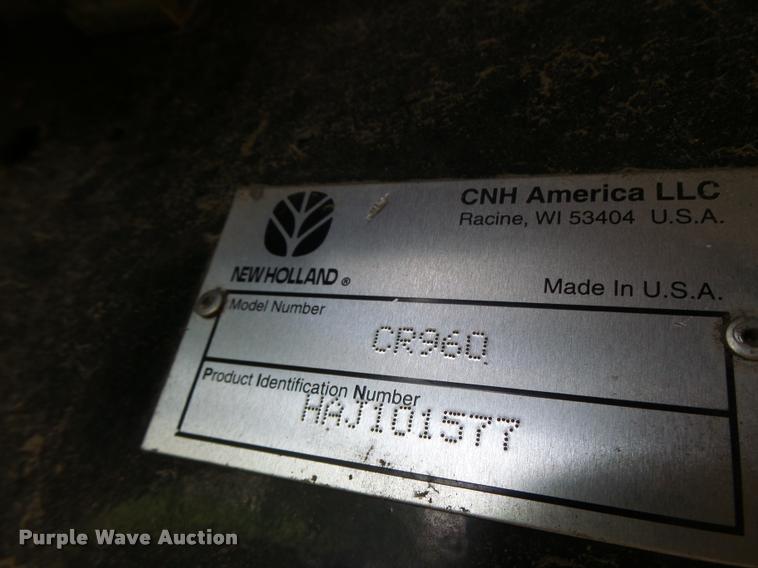 CNH America LLC
Racine, WI 53404 U.S.A.
NEW HOLLAND ®
Made In U.S.A.
Model Number
CR960
Product Identification Number
HAJ101577
Purple Wave Auction